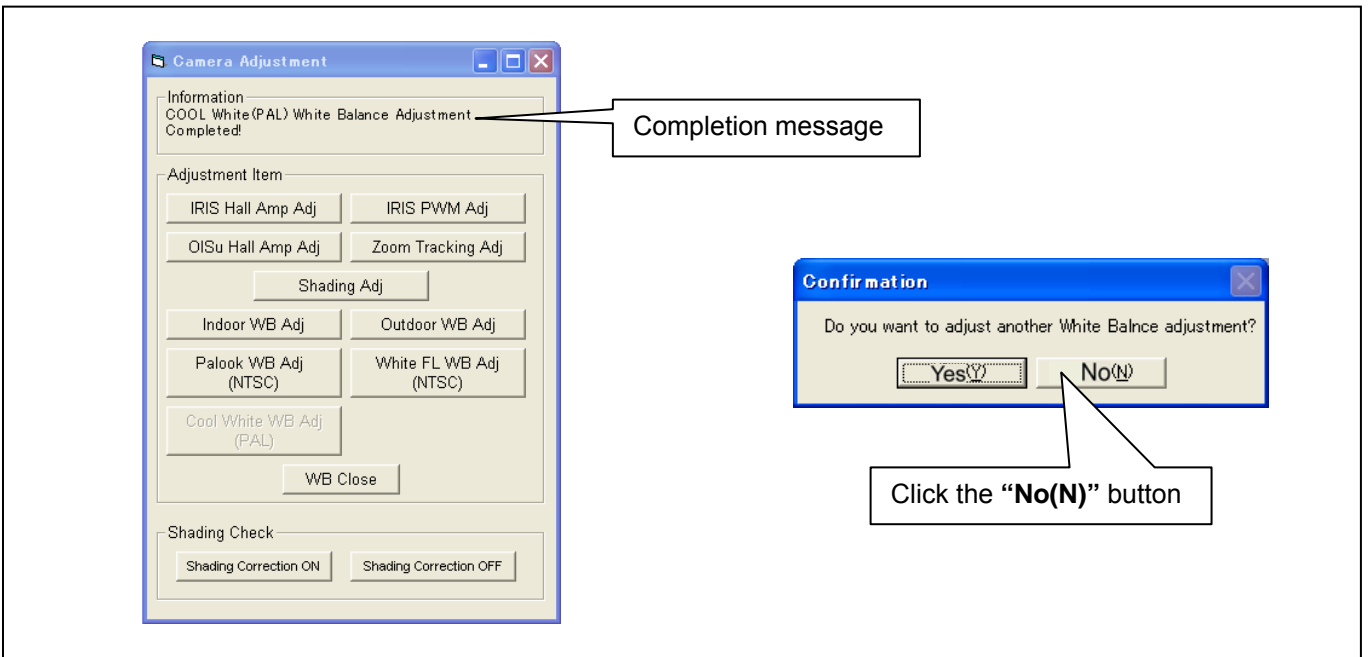 Camera Adjustment
Information
COOL White(PAL) White Balance Adjustment
Completed!
Completion message
Adjustment Item
IRIS Hall Amp Adj
IRIS PWM Adj
OISu Hall Amp Adj
Zoom Tracking Adj
Shading Adj
Indoor WB Adj
Outdoor WB Adj
Palook WB Adj
(NTSC)
White FL WB Adj
(NTSC)
Cool White WB Adj
(PAL)
WB Close
Shading Check
Shading Correction ON
Shading Correction OFF
Confirmation
Do you want to adjust another White Balnce adjustment?
Yes(Y)
No(N)
Click the “No(N)” button